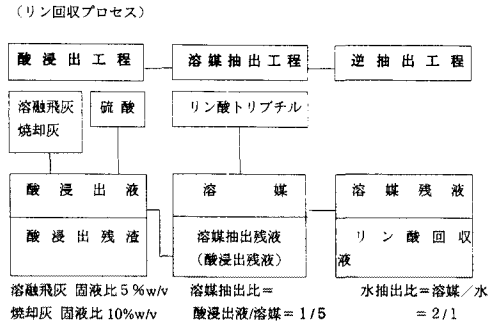 （リン回収プロセス）
酸浸出工程
溶媒抽出工程
逆抽出工程
溶融飛灰
焼却灰
硫酸
リン酸トリブチル
酸浸出液
酸浸出残渣
溶媒
溶媒抽出残液
（酸浸出残液）
溶媒残液
リン酸回収
液
溶融飛灰 固液比５％w/v
焼却灰 固液比10％w/v
溶媒抽出比＝
酸浸出液/溶媒＝１/５
水抽出比＝溶媒／水
＝２/１